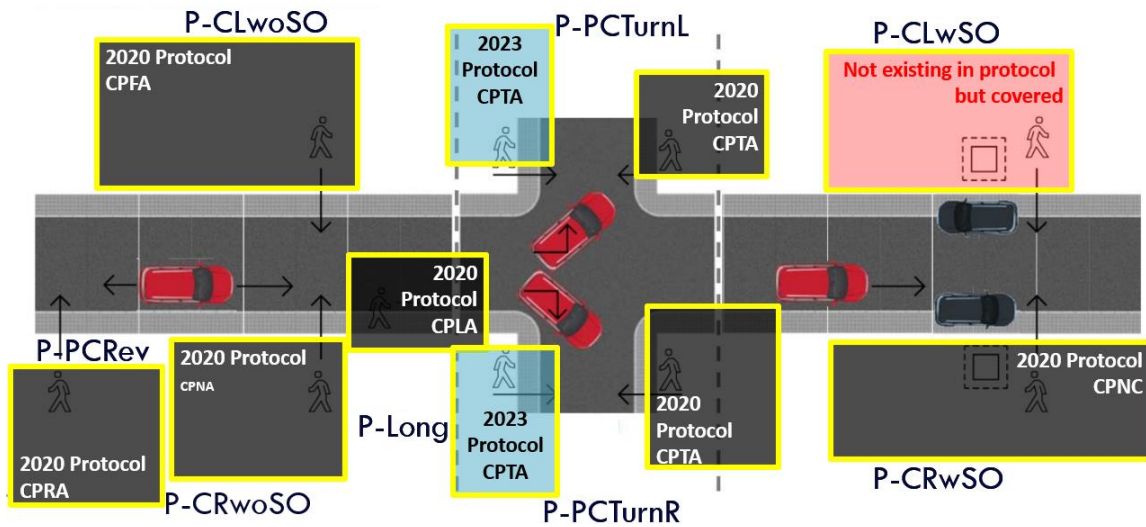 P-CLwoSO
P-PCTurnL
P-CLwSO
2020 Protocol
CPFA
2023
Protocol
CPTA
2020
Protocol
CPTA
Not existing in protocol
but covered
2020
Protocol
CPLA
P-PCRev
2020 Protocol
CPNA
2020 Protocol
CPRA
P-Long
2023
Protocol
CPTA
2020
Protocol
CPTA
2020 Protocol
CPNC
P-CRwoSO
P-PCTurnR
P-CRwSO